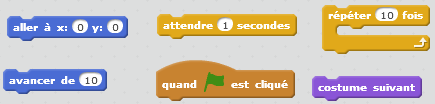 aller à x: 0 y: 0
attendre 1 secondes
répéter 10 fois
avancer de 10
quand est cliqué
costume suivant